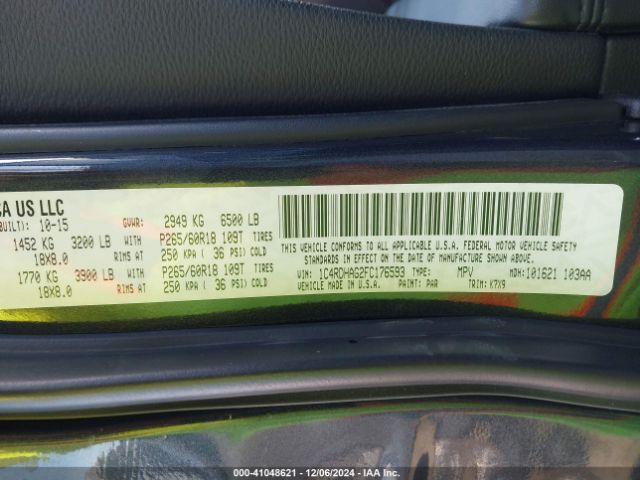 CA US LLC
BUILT): 10-15 GVWR: 2949 KG 6500 LB
1452 KG 3200 LB WITH P265/60R18 109T TIRES
18X8.0 RIMS AT 250 KPA ( 36 PSI) COLD
1770 KG 3900 LB WITH P265/60R18 109T TIRES
18X8.0 RIMS AT 250 KPA ( 36 PSI) COLD
THIS VEHICLE CONFORMS TO ALL APPLICABLE U.S.A. FEDERAL MOTOR VEHICLE SAFETY
STANDARDS IN EFFECT ON THE DATE OF MANUFACTURE SHOWN ABOVE.
VIN: 1C4RDHAG2FC176593 TYPE: MPV MDH: 101621 103AA
VEHICLE MADE IN U.S.A. PAINT: PAR TRIM: K7X9
000-41048621 | 12/06/2024 | Copyright IAA, LLC